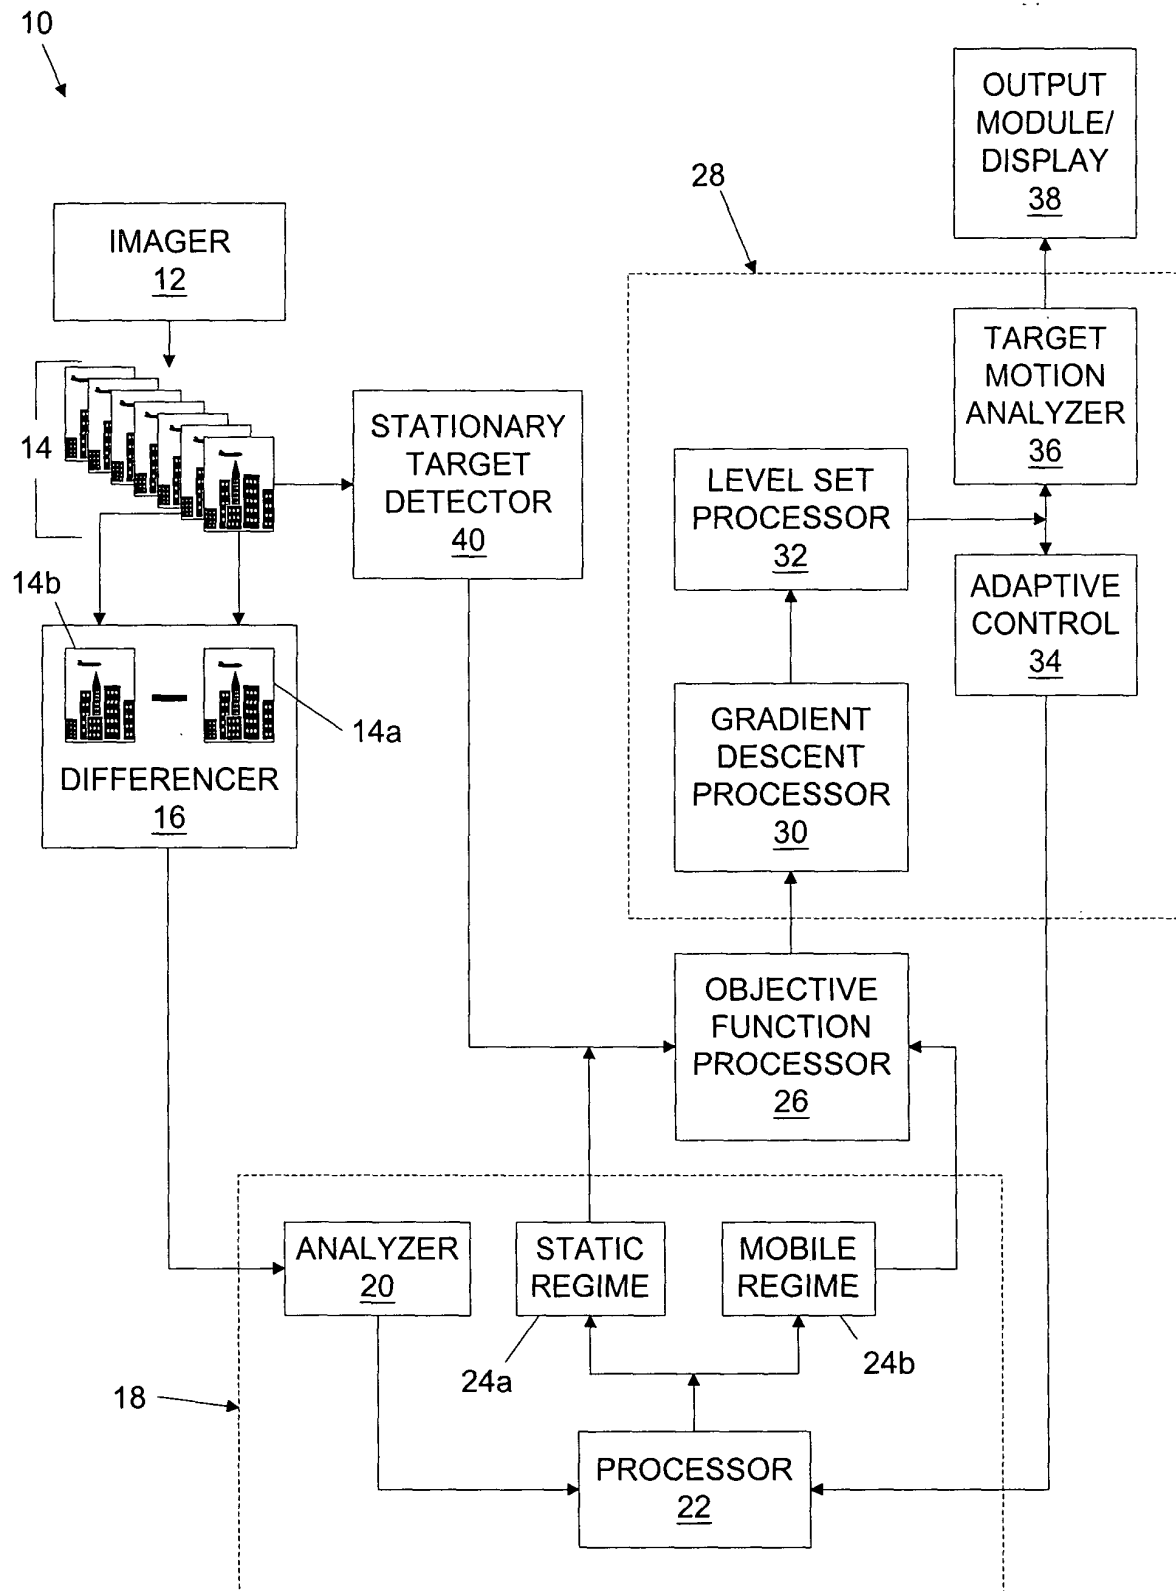 10
OUTPUT
MODULE/
DISPLAY
38
28
IMAGER
12
TARGET
MOTION
ANALYZER
36
14
STATIONARY
TARGET
DETECTOR
40
LEVEL SET
PROCESSOR
32
14b
ADAPTIVE
CONTROL
34
14a
DIFFERENCER
16
GRADIENT
DESCENT
PROCESSOR
30
OBJECTIVE
FUNCTION
PROCESSOR
26
ANALYZER
20
STATIC
REGIME
MOBILE
REGIME
24a
24b
18
PROCESSOR
22